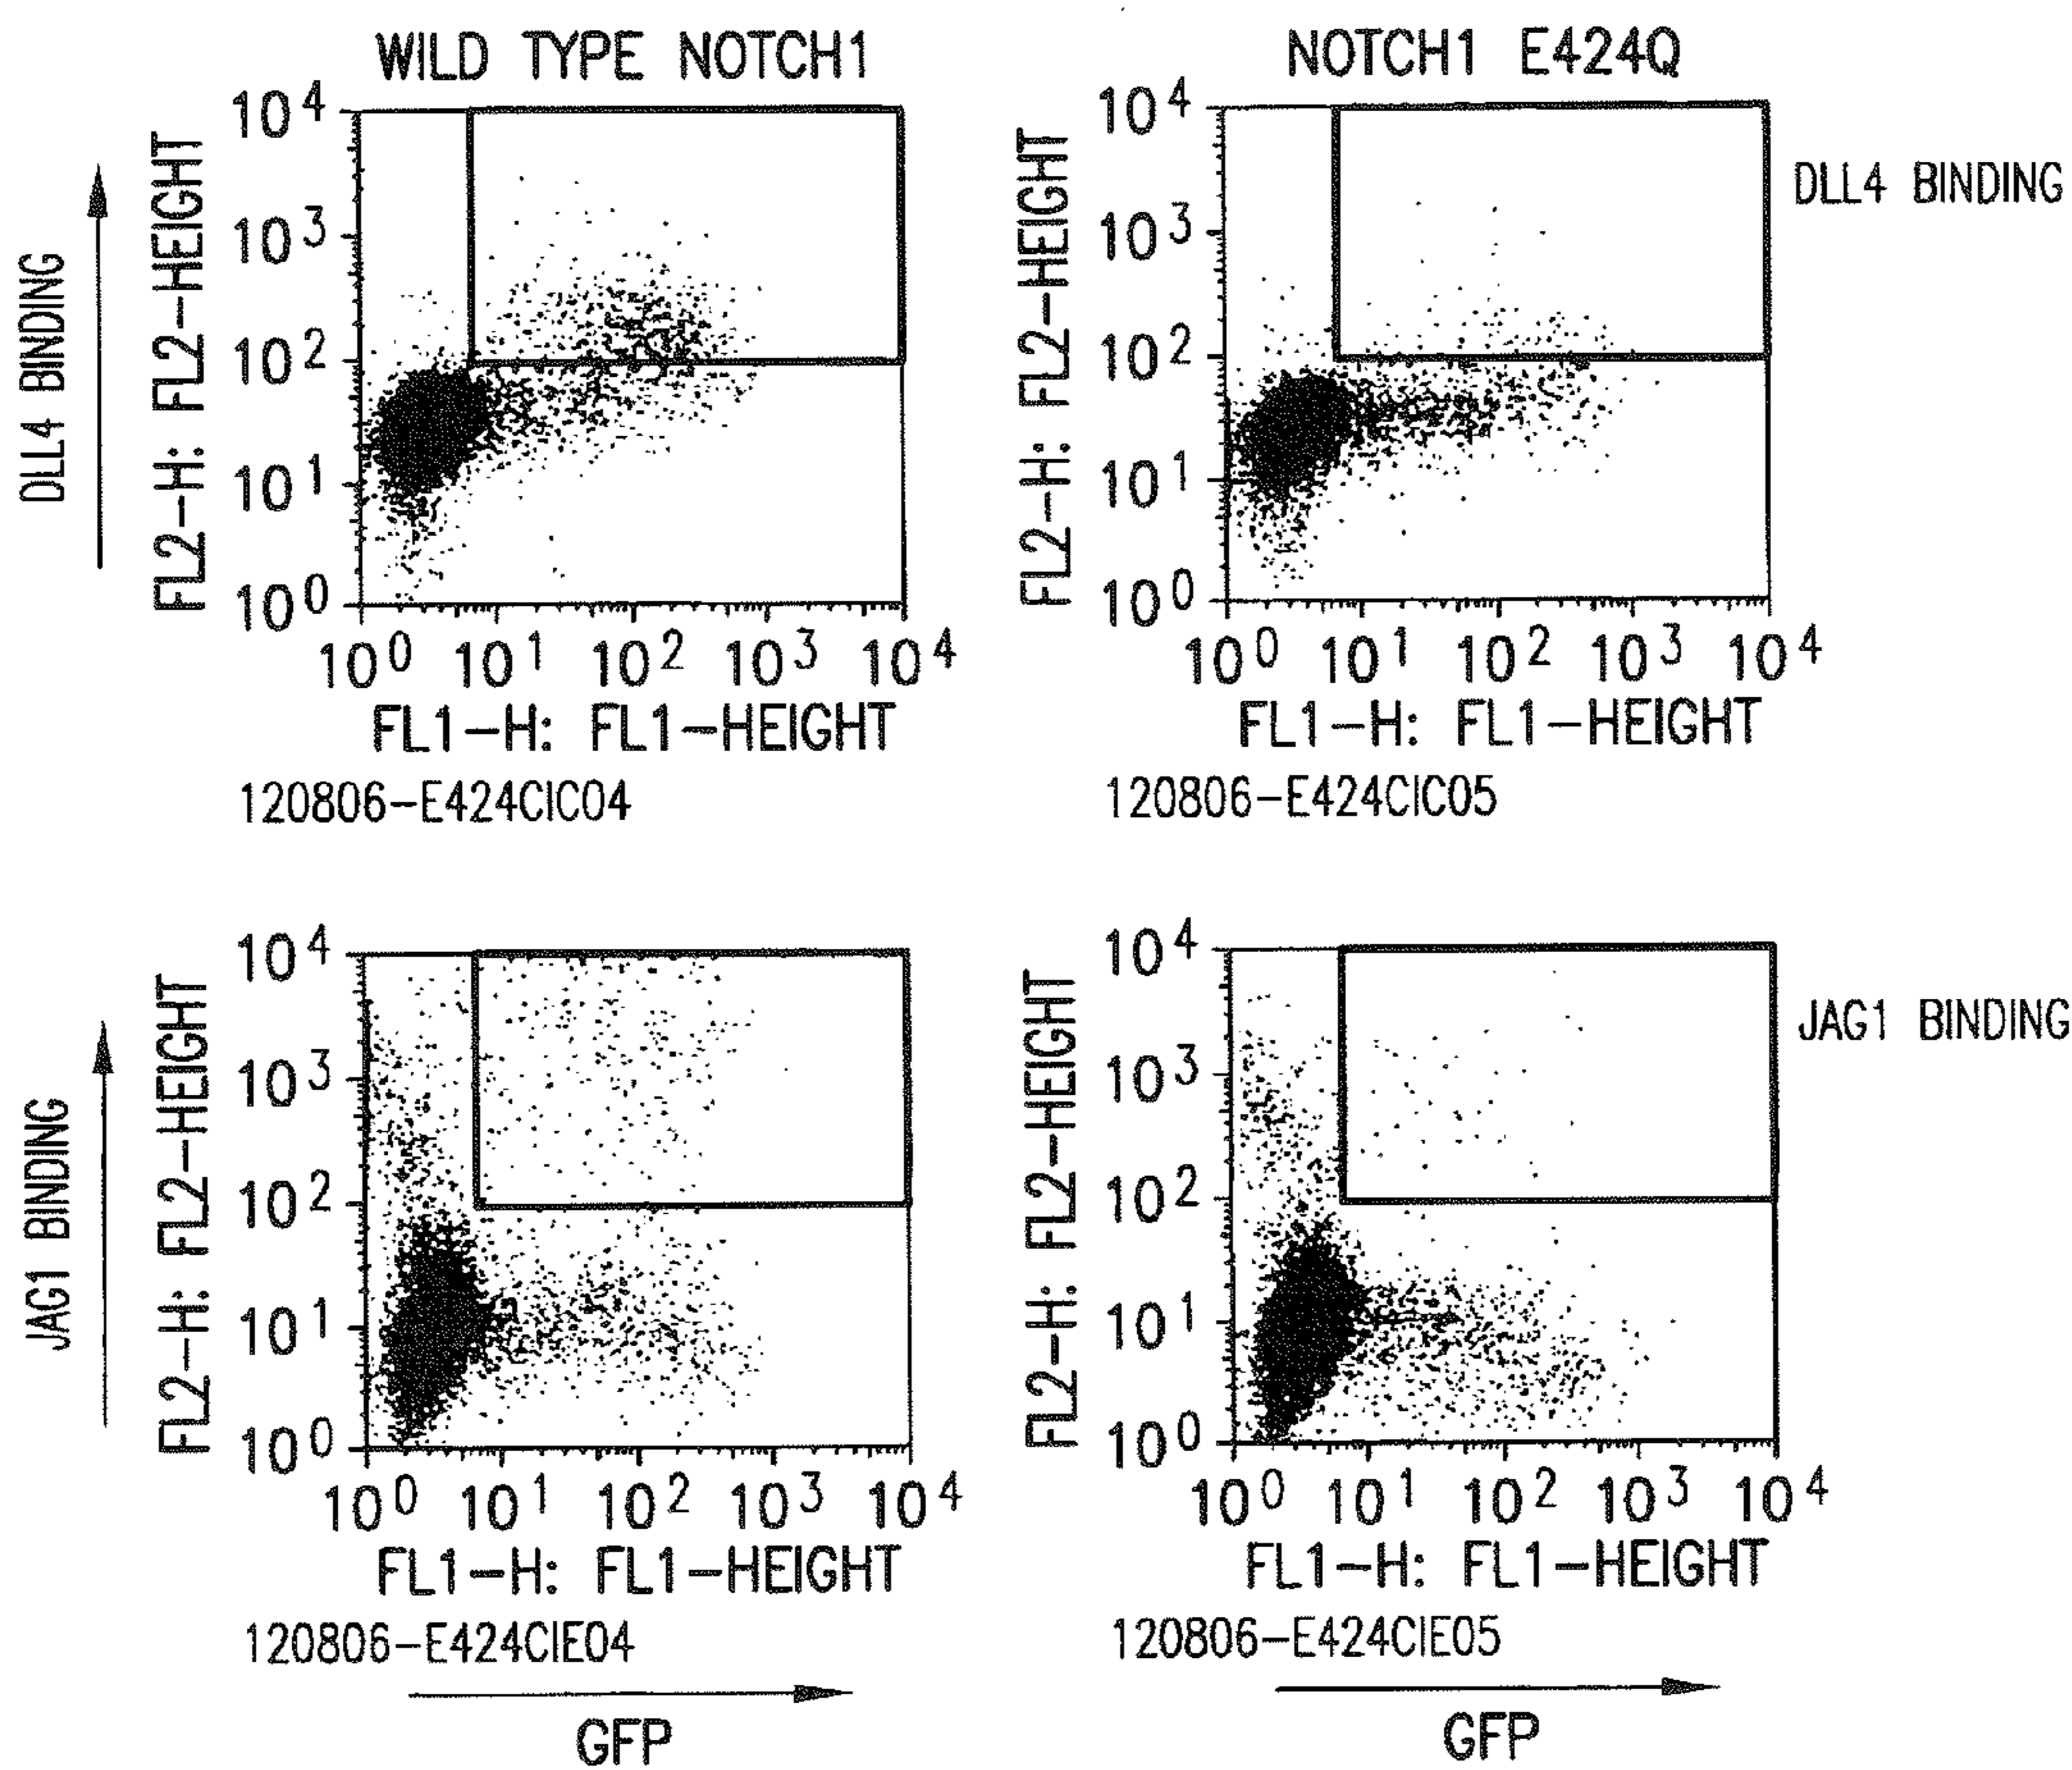 WILD TYPE NOTCH1
DLL4 BINDING
FL2-H: FL2-HEIGHT
10^4
10^3
10^2
10^1
10^0
10^0 10^1 10^2 10^3 10^4
FL1-H: FL1-HEIGHT
120806-E424CIC04
NOTCH1 E424Q
FL2-H: FL2-HEIGHT
10^4
10^3
10^2
10^1
10^0
10^0 10^1 10^2 10^3 10^4
FL1-H: FL1-HEIGHT
120806-E424CIC05
DLL4 BINDING
JAG1 BINDING
FL2-H: FL2-HEIGHT
10^4
10^3
10^2
10^1
10^0
10^0 10^1 10^2 10^3 10^4
FL1-H: FL1-HEIGHT
120806-E424CIE04
GFP
FL2-H: FL2-HEIGHT
10^4
10^3
10^2
10^1
10^0
10^0 10^1 10^2 10^3 10^4
FL1-H: FL1-HEIGHT
120806-E424CIE05
GFP
JAG1 BINDING